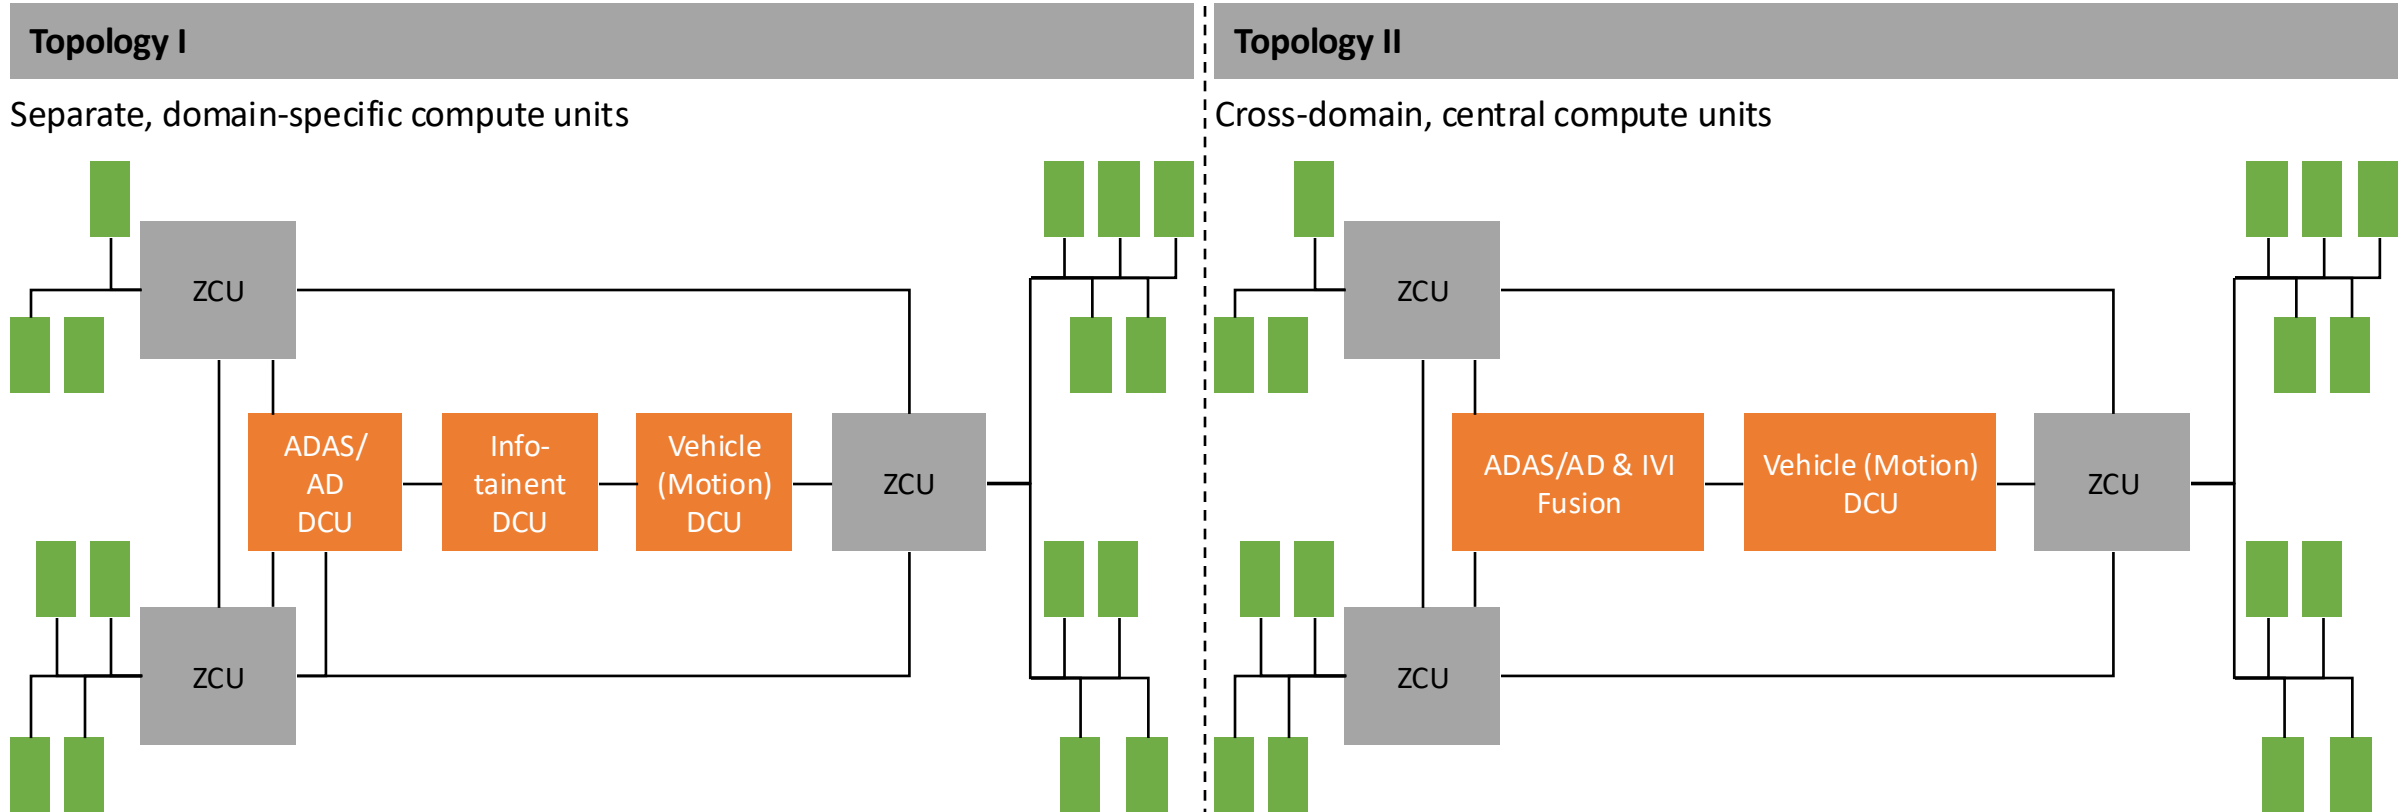 Topology I
Separate, domain-specific compute units
ZCU
ADAS/
AD
DCU
Info-
tainent
DCU
Vehicle
(Motion)
DCU
ZCU
ZCU
Topology II
Cross-domain, central compute units
ZCU
ADAS/AD & IVI
Fusion
Vehicle (Motion)
DCU
ZCU
ZCU